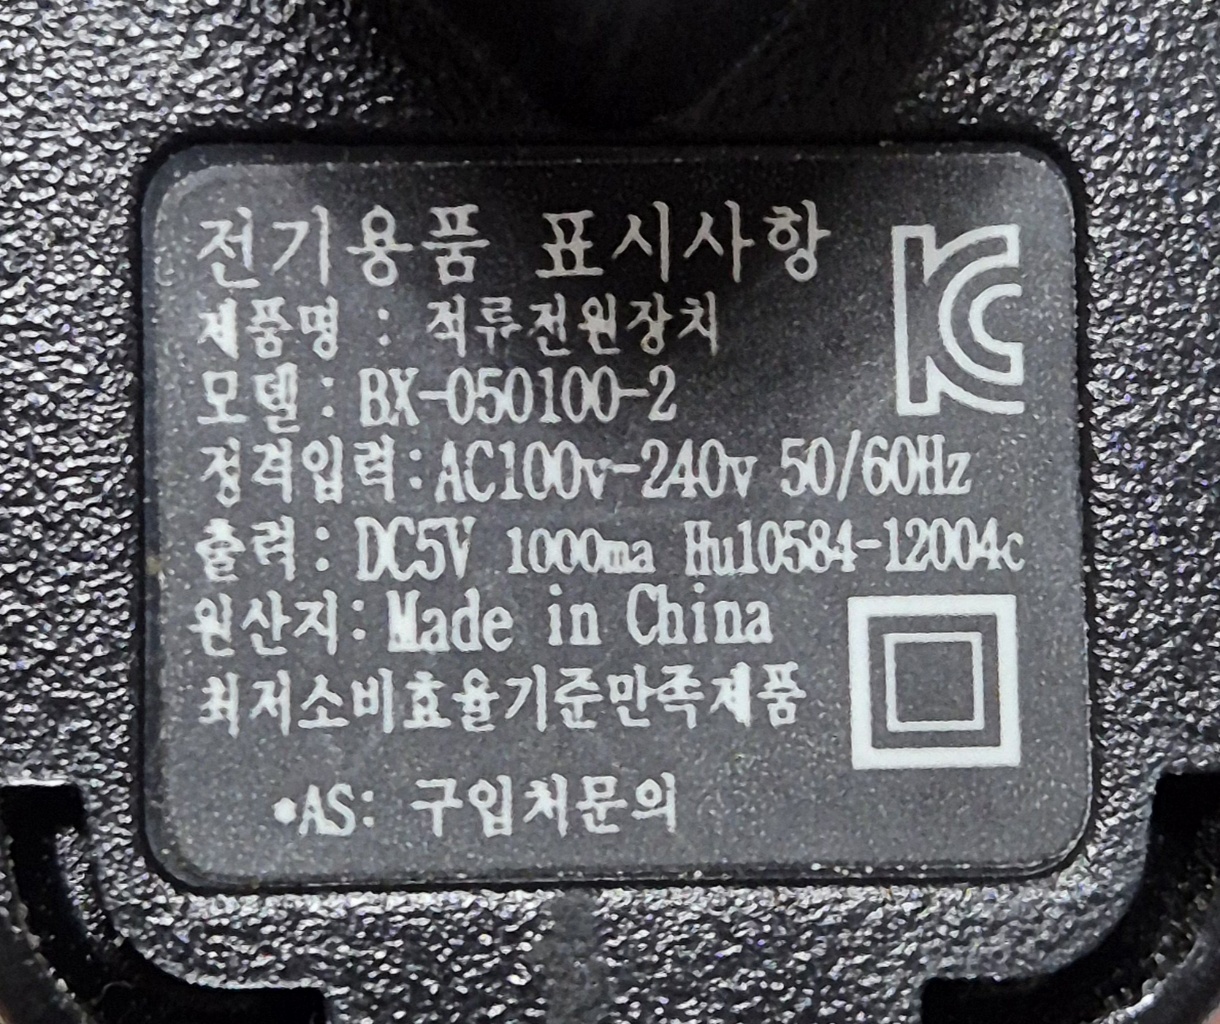 전기용품 표시사항
KC
제품명 : 적류전원장치
모델 : BX-050100-2
정격입력 : AC100v-240v 50/60Hz
출력 : DC5V 1000ma Hu10584-12004c
원산지 : Made in China
최저소비효율기준만족제품
•AS: 구입처문의